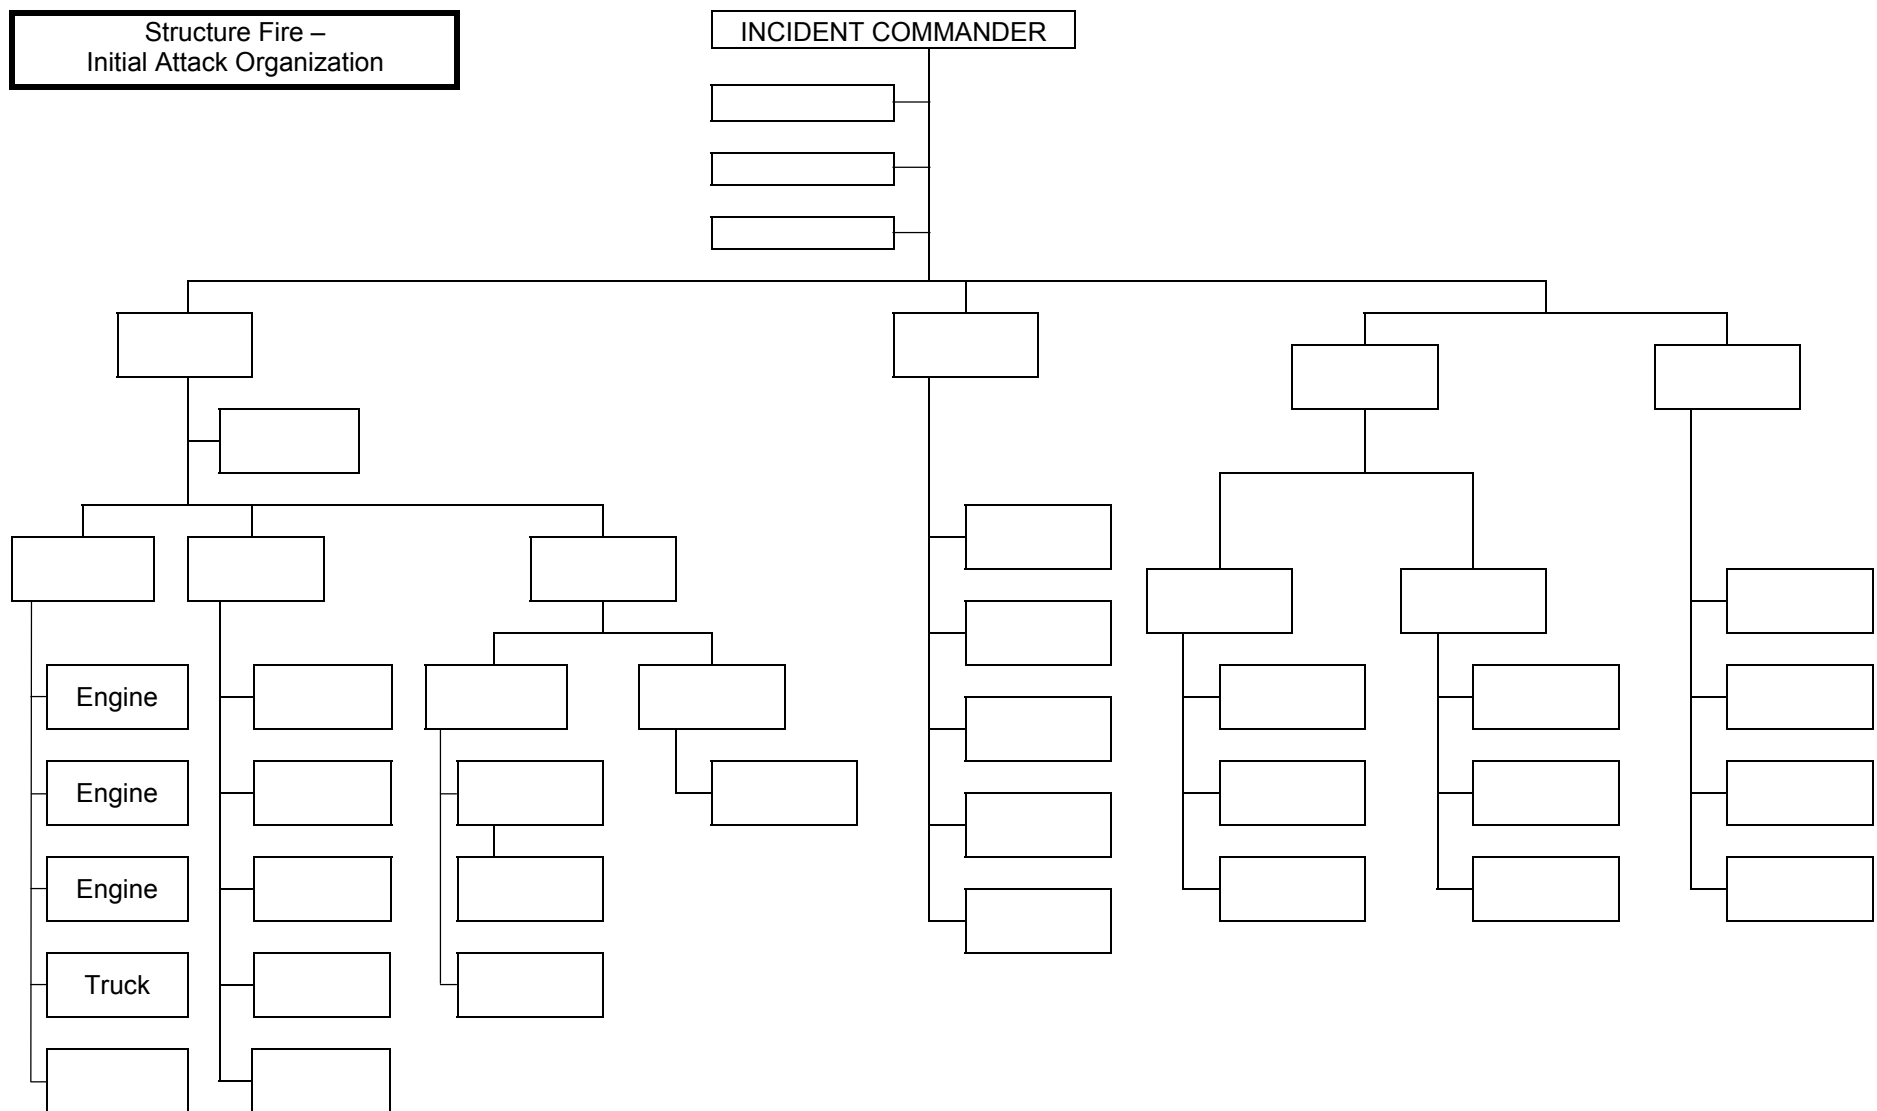 Structure Fire –
Initial Attack Organization
INCIDENT COMMANDER
Engine
Engine
Engine
Truck